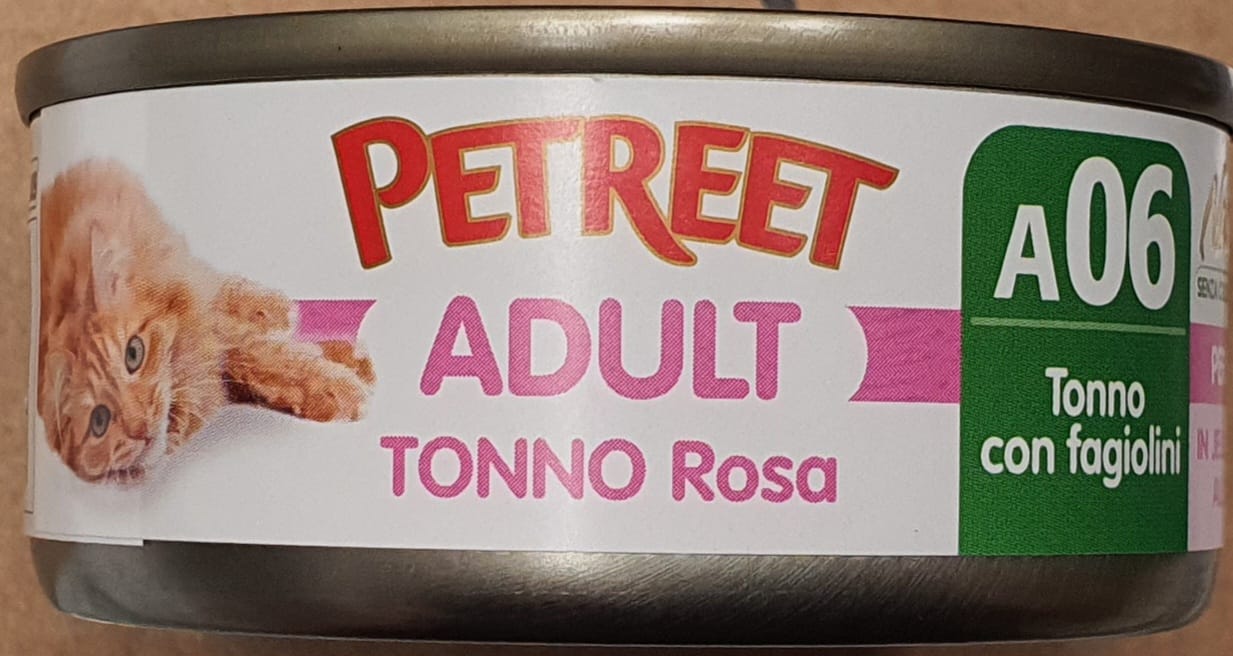 PETREET
ADULT
TONNO Rosa
A06
Tonno
con fagiolini